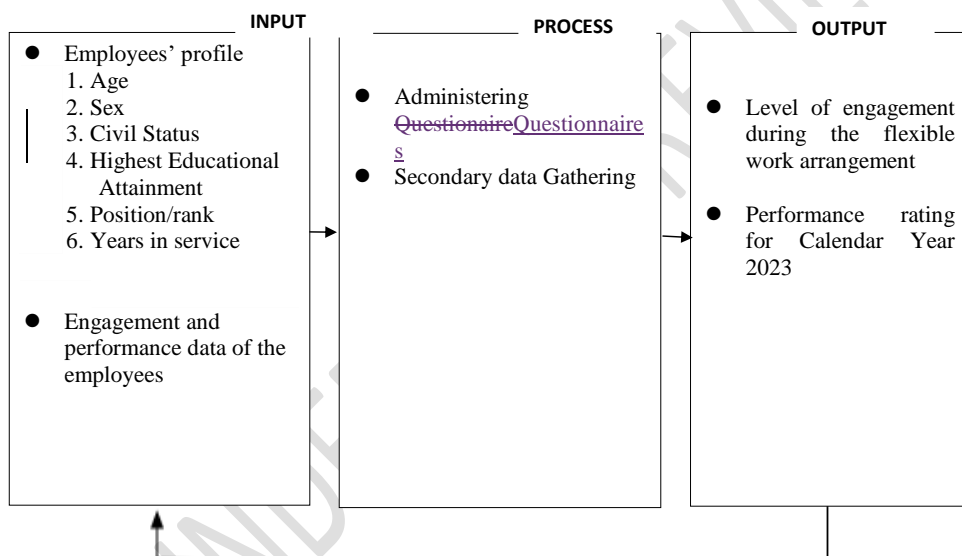 INPUT
● Employees’ profile
1. Age
2. Sex
3. Civil Status
4. Highest Educational
Attainment
5. Position/rank
6. Years in service
● Engagement and
performance data of the
employees
PROCESS
● Administering
QuestionaireQuestionnaire
s
● Secondary data Gathering
OUTPUT
● Level of engagement
during the flexible
work arrangement
● Performance rating
for Calendar Year
2023